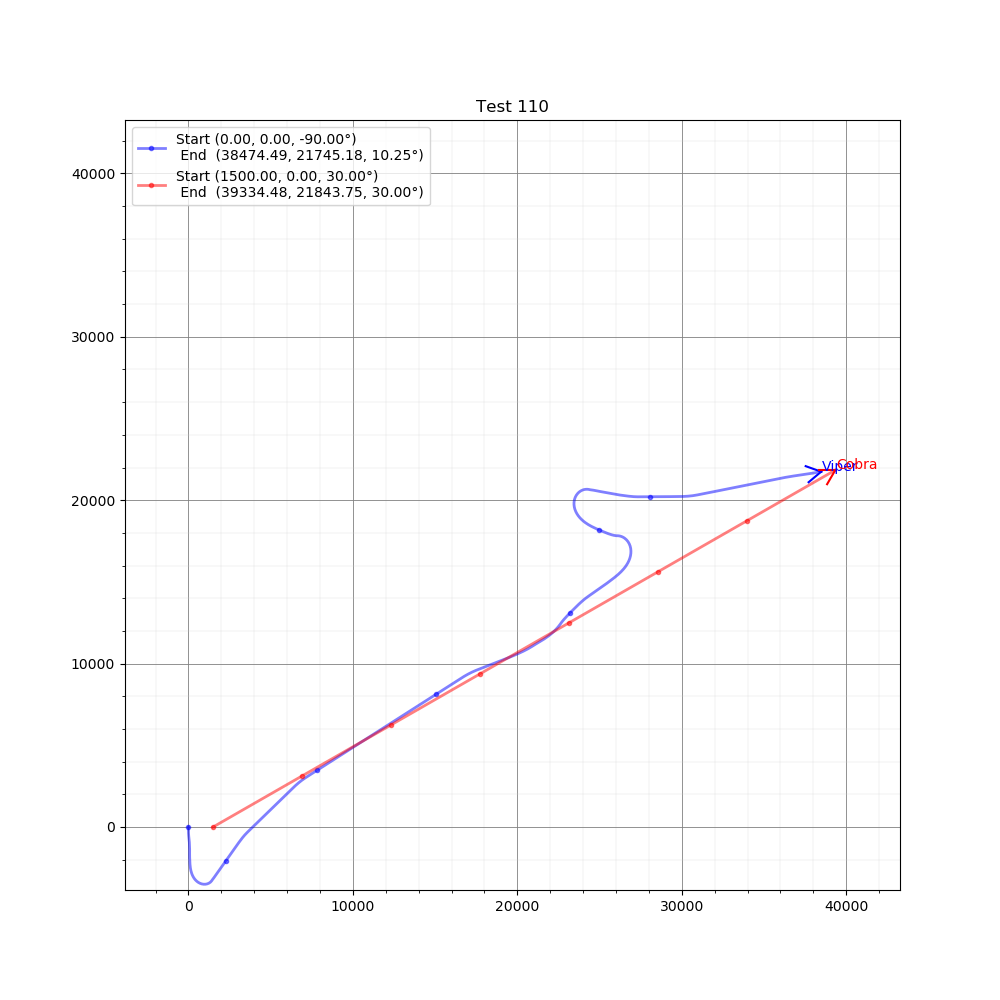 Test 110
Start (0.00, 0.00, -90.00°)
End (38474.49, 21745.18, 10.25°)
Start (1500.00, 0.00, 30.00°)
End (39334.48, 21843.75, 30.00°)
40000
30000
20000
10000
0
Viper
Cobra
0
10000
20000
30000
40000